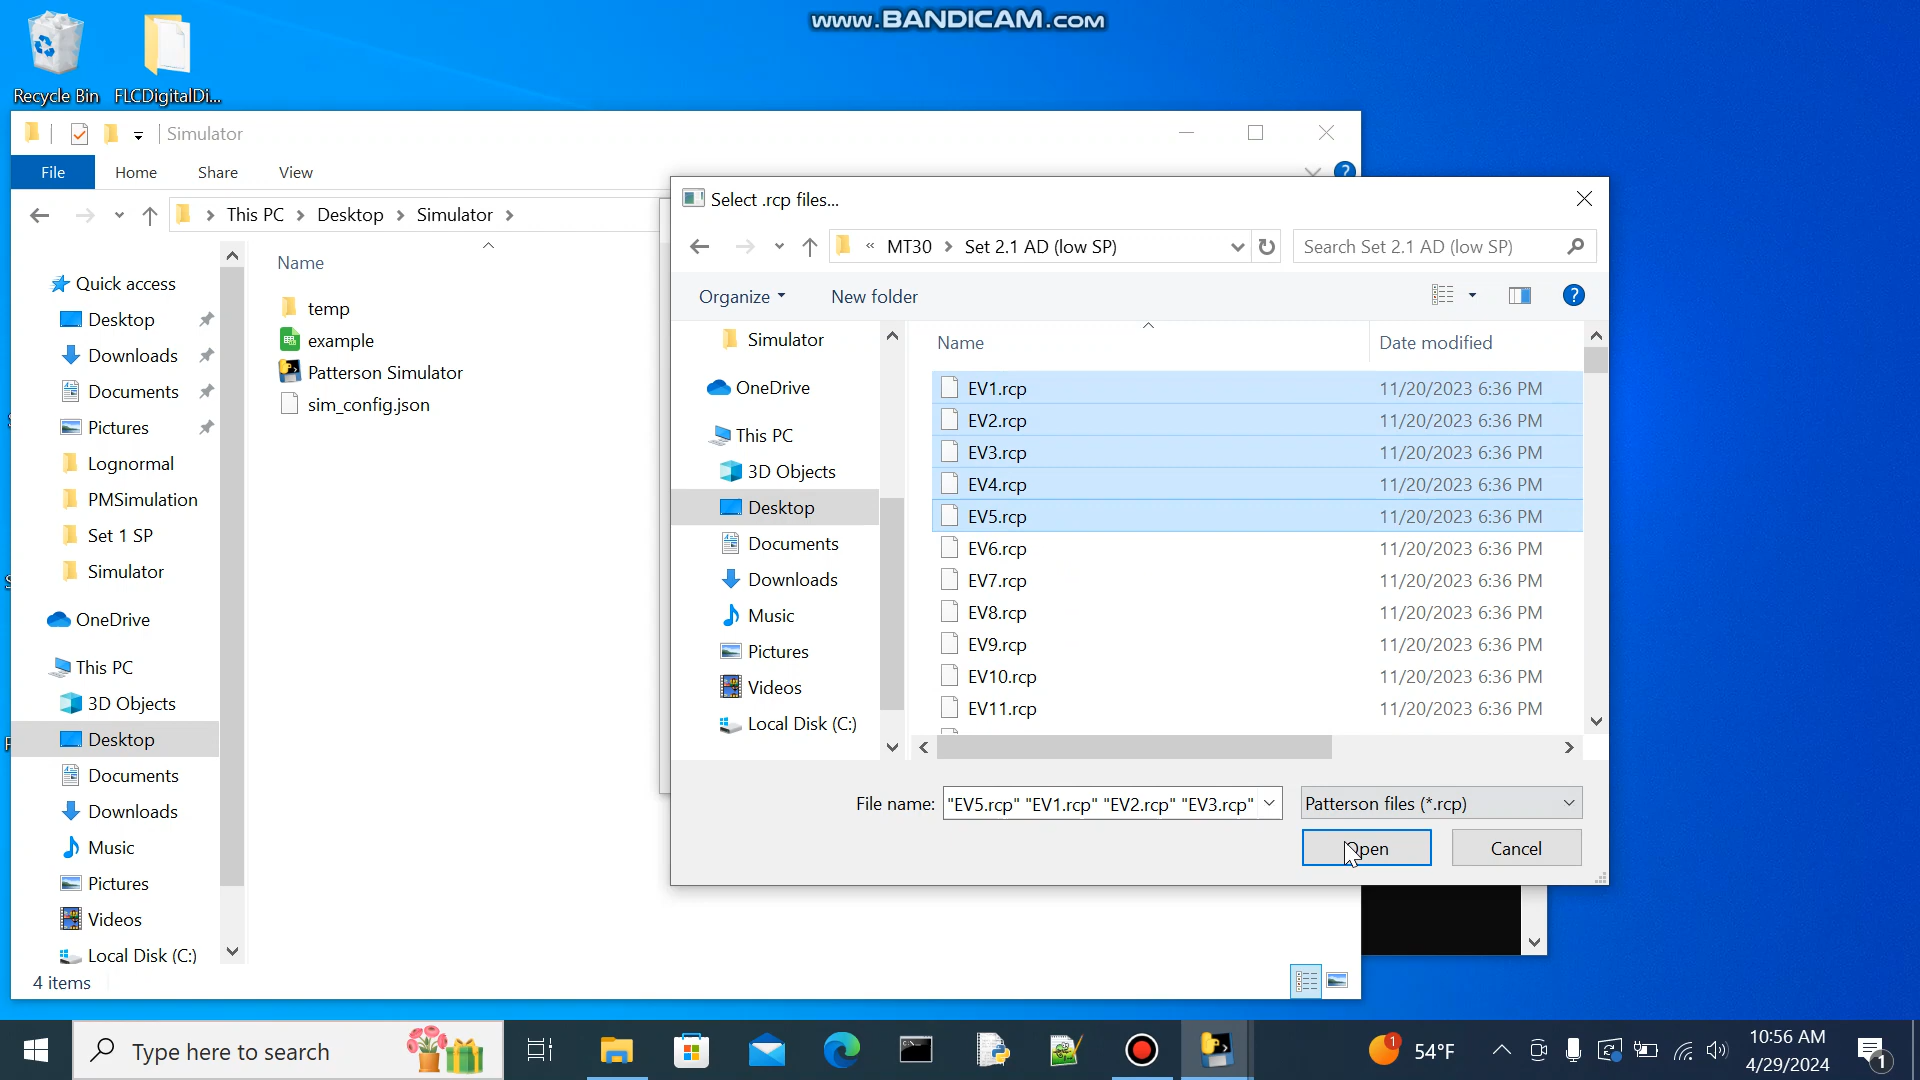 www.BANDICAM.com
Recycle Bin
FLCDigitalDi...
Simulator
File
Home
Share
View
This PC
Desktop
Simulator
Name
Quick access
Desktop
Downloads
Documents
Pictures
Lognormal
PMSimulation
Set 1 SP
Simulator
OneDrive
This PC
3D Objects
Desktop
Documents
Downloads
Music
Pictures
Videos
Local Disk (C:)
temp
example
Patterson Simulator
sim_config.json
4 items
Select .rcp files...
« MT30 Set 2.1 AD (low SP)
Search Set 2.1 AD (low SP)
Organize
New folder
Simulator
OneDrive
This PC
3D Objects
Desktop
Documents
Downloads
Music
Pictures
Videos
Local Disk (C:)
Name Date modified
EV1.rcp 11/20/2023 6:36 PM
EV2.rcp 11/20/2023 6:36 PM
EV3.rcp 11/20/2023 6:36 PM
EV4.rcp 11/20/2023 6:36 PM
EV5.rcp 11/20/2023 6:36 PM
EV6.rcp 11/20/2023 6:36 PM
EV7.rcp 11/20/2023 6:36 PM
EV8.rcp 11/20/2023 6:36 PM
EV9.rcp 11/20/2023 6:36 PM
EV10.rcp 11/20/2023 6:36 PM
EV11.rcp 11/20/2023 6:36 PM
File name: "EV5.rcp" "EV1.rcp" "EV2.rcp" "EV3.rcp"
Patterson files (*.rcp)
Open
Cancel
Type here to search
1
54°F
10:56 AM
4/29/2024
1